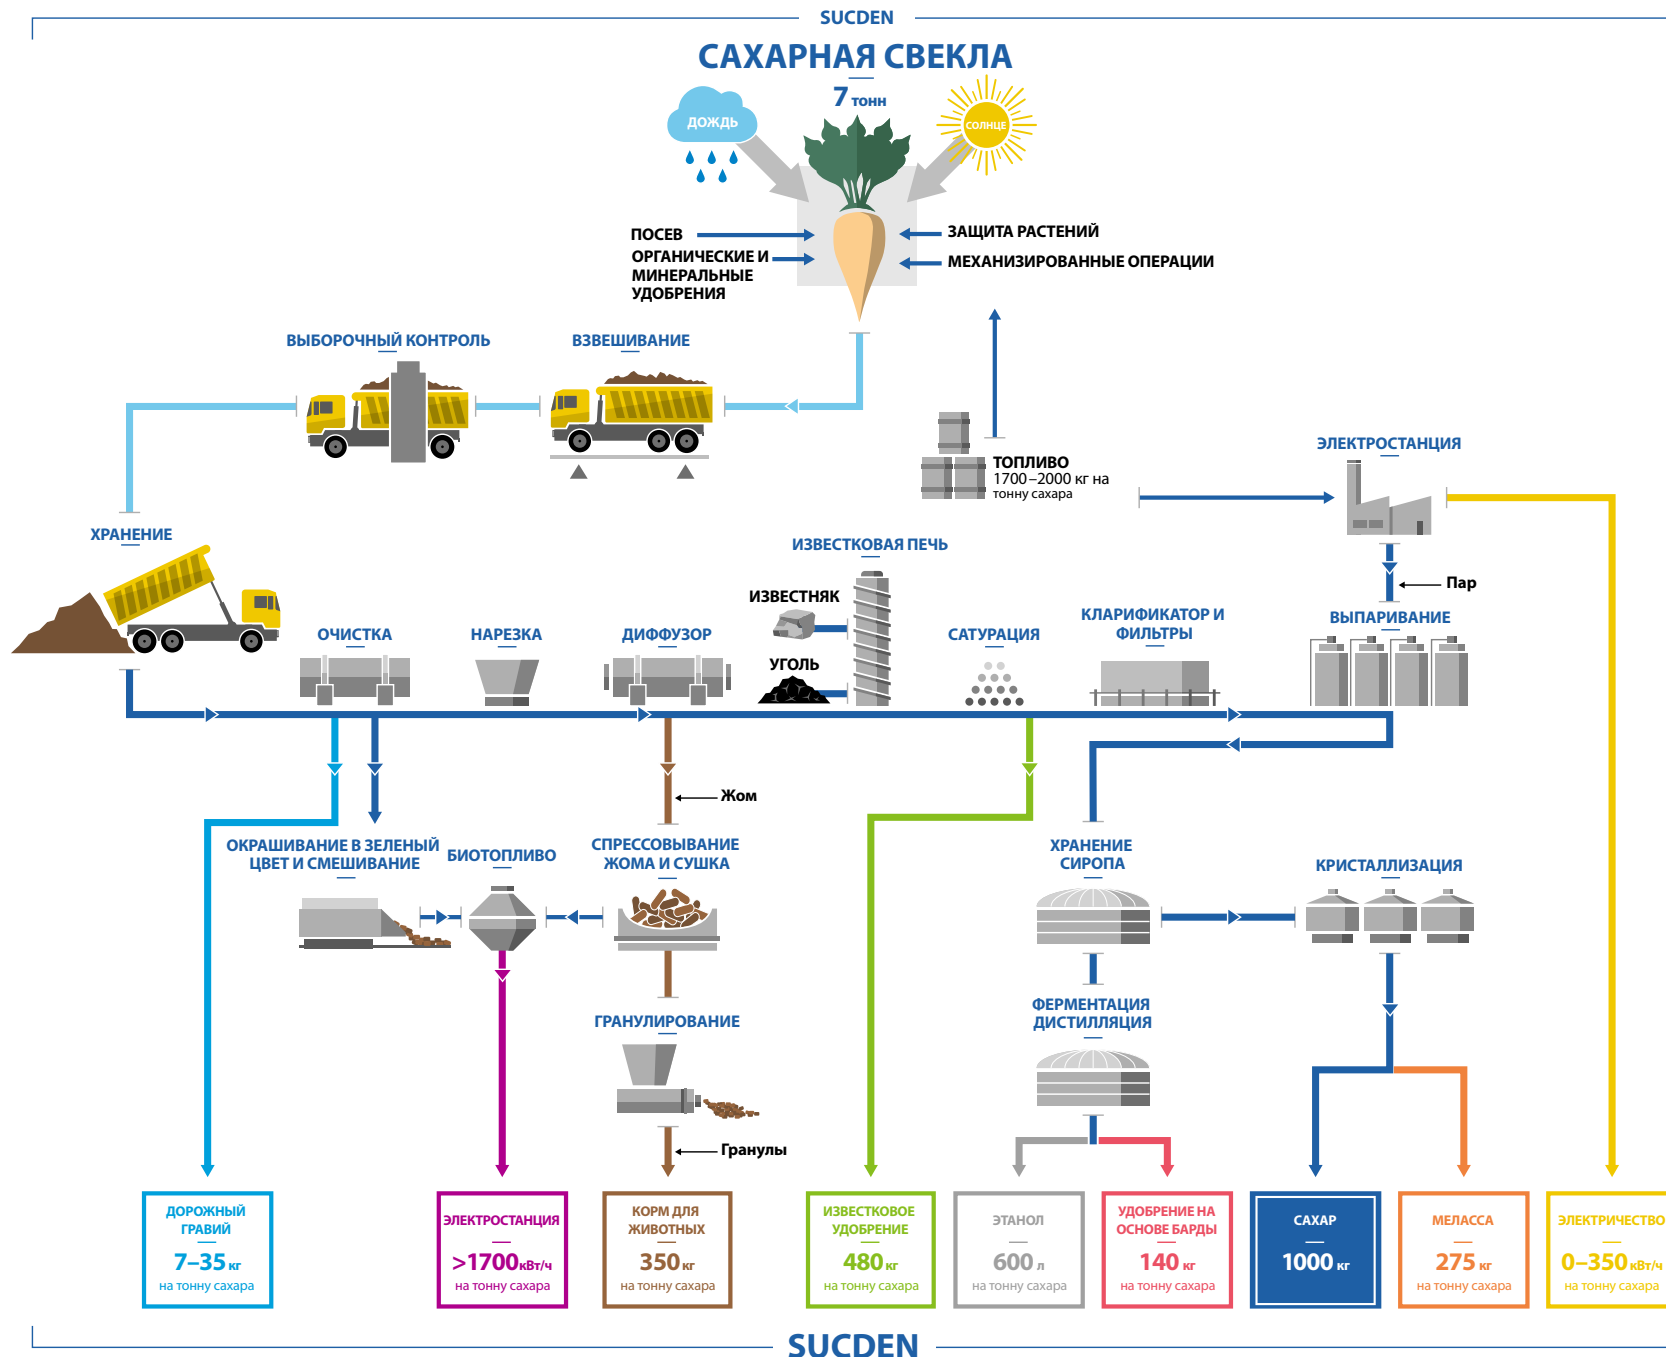 SUCDEN
САХАРНАЯ СВЕКЛА
7 тонн
ДОЖДЬ
СОЛНЦЕ
ПОСЕВ
ОРГАНИЧЕСКИЕ И
МИНЕРАЛЬНЫЕ
УДОБРЕНИЯ
ЗАЩИТА РАСТЕНИЙ
МЕХАНИЗИРОВАННЫЕ ОПЕРАЦИИ
ВЫБОРОЧНЫЙ КОНТРОЛЬ
ВЗВЕШИВАНИЕ
ТОПЛИВО
1700–2000 кг на
тонну сахара
ЭЛЕКТРОСТАНЦИЯ
ХРАНЕНИЕ
ИЗВЕСТКОВАЯ ПЕЧЬ
ИЗВЕСТНЯК
УГОЛЬ
Пар
ОЧИСТКА
НАРЕЗКА
ДИФФУЗОР
САТУРАЦИЯ
КЛАРИФИКАТОР И
ФИЛЬТРЫ
ВЫПАРИВАНИЕ
Жом
ОКРАШИВАНИЕ В ЗЕЛЕНЫЙ
ЦВЕТ И СМЕШИВАНИЕ
БИОТОПЛИВО
СПРЕССОВЫВАНИЕ
ЖОМА И СУШКА
ХРАНЕНИЕ
СИРОПА
КРИСТАЛЛИЗАЦИЯ
ГРАНУЛИРОВАНИЕ
ФЕРМЕНТАЦИЯ
ДИСТИЛЛЯЦИЯ
Гранулы
ДОРОЖНЫЙ
ГРАВИЙ
7–35 кг
на тонну сахара
ЭЛЕКТРОСТАНЦИЯ
>1700 кВт/ч
на тонну сахара
КОРМ ДЛЯ
ЖИВОТНЫХ
350 кг
на тонну сахара
ИЗВЕСТКОВОЕ
УДОБРЕНИЕ
480 кг
на тонну сахара
ЭТАНОЛ
600 л
на тонну сахара
УДОБРЕНИЕ НА
ОСНОВЕ БАРДЫ
140 кг
на тонну сахара
САХАР
1000 кг
МЕЛАССА
275 кг
на тонну сахара
ЭЛЕКТРИЧЕСТВО
0–350 кВт/ч
на тонну сахара
SUCDEN